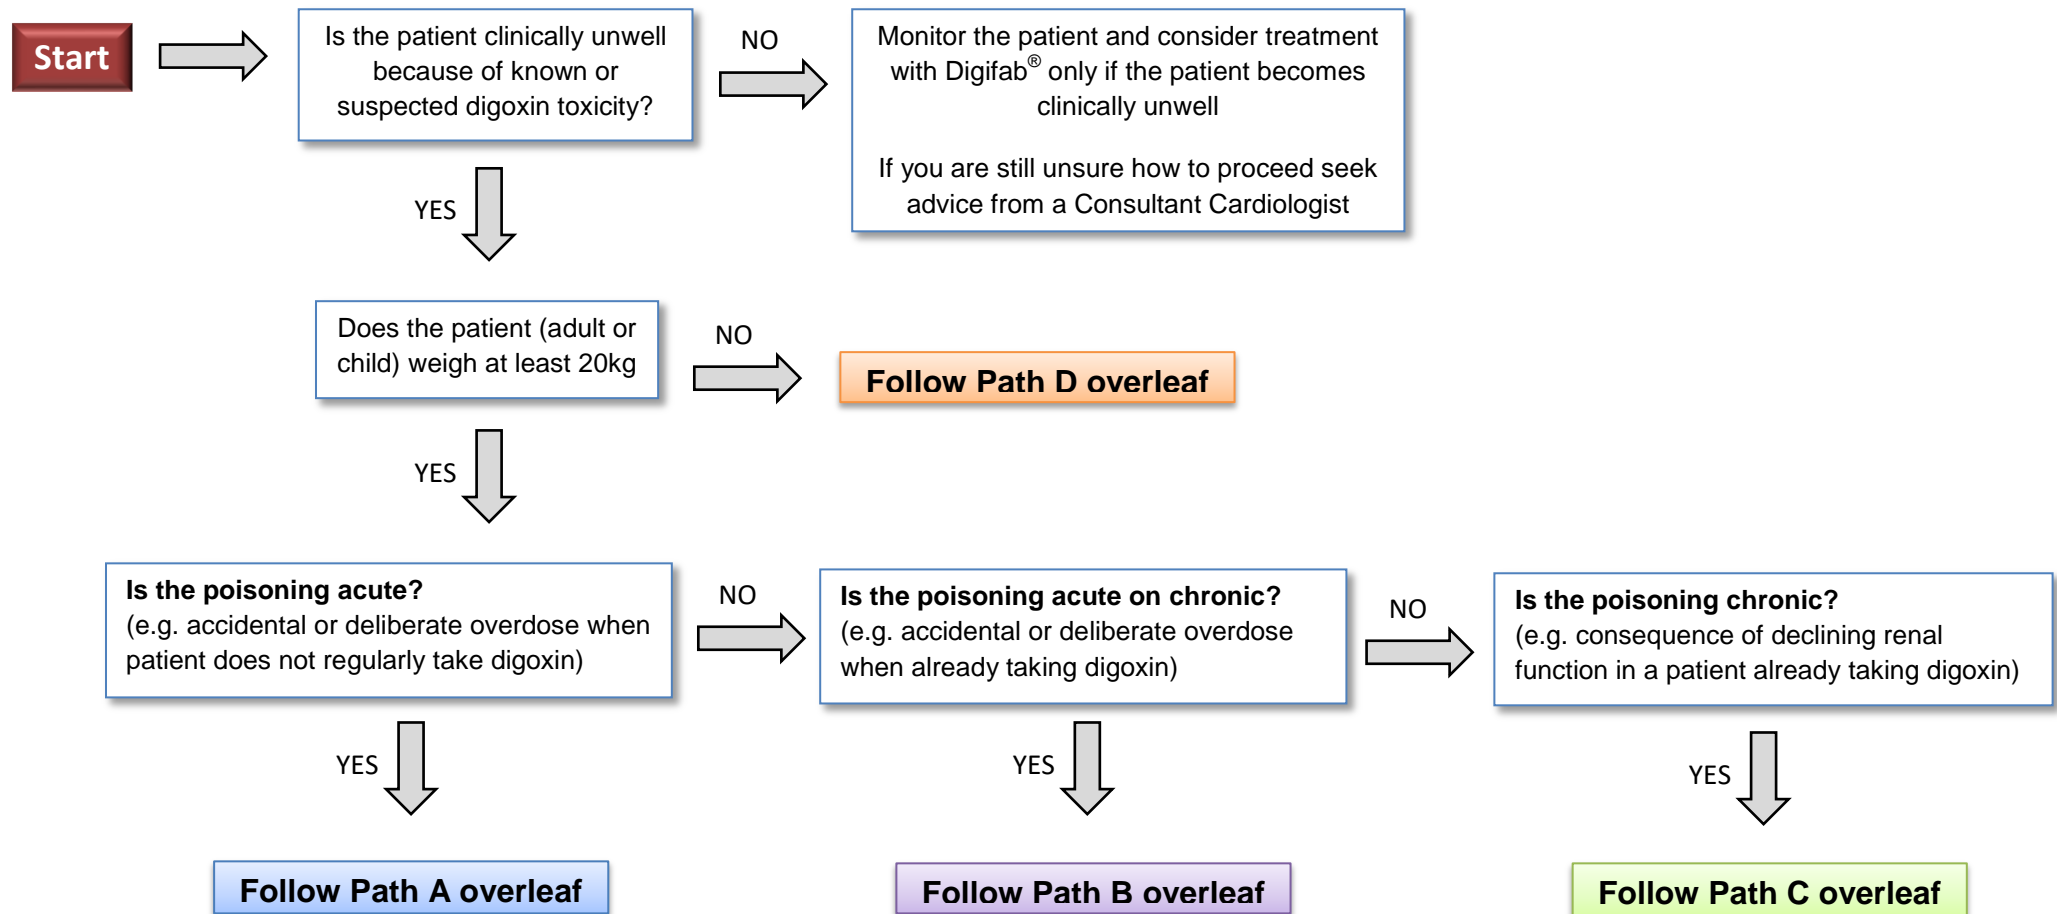 Start
Is the patient clinically unwell
because of known or
suspected digoxin toxicity?
NO
Monitor the patient and consider treatment
with Digifab® only if the patient becomes
clinically unwell
If you are still unsure how to proceed seek
advice from a Consultant Cardiologist
YES
Does the patient (adult or
child) weigh at least 20kg
NO
Follow Path D overleaf
YES
Is the poisoning acute?
(e.g. accidental or deliberate overdose when
patient does not regularly take digoxin)
NO
Is the poisoning acute on chronic?
(e.g. accidental or deliberate overdose
when already taking digoxin)
NO
Is the poisoning chronic?
(e.g. consequence of declining renal
function in a patient already taking digoxin)
YES
YES
YES
Follow Path A overleaf
Follow Path B overleaf
Follow Path C overleaf